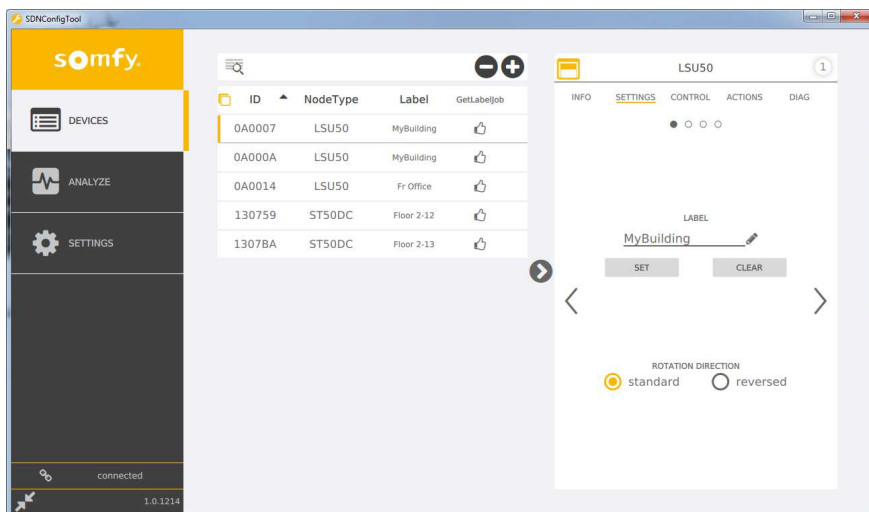 SDNConfigTool
somfy.
DEVICES
ANALYZE
SETTINGS
connected
1.0.1214
ID NodeType Label GetLabelJob
0A0007 LSU50 MyBuilding
0A000A LSU50 MyBuilding
0A0014 LSU50 Fr Office
130759 ST50DC Floor 2-12
1307BA ST50DC Floor 2-13
LSU50 1
INFO SETTINGS CONTROL ACTIONS DIAG
LABEL
MyBuilding
SET CLEAR
ROTATION DIRECTION
standard reversed